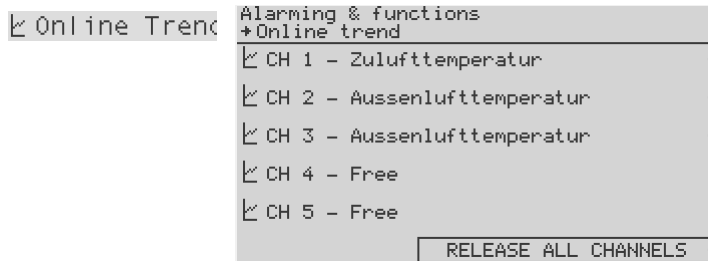 Online Trend
Alarming & functions
→Online trend
CH 1 - Zulufttemperatur
CH 2 - Aussenlufttemperatur
CH 3 - Aussenlufttemperatur
CH 4 - Free
CH 5 - Free
RELEASE ALL CHANNELS